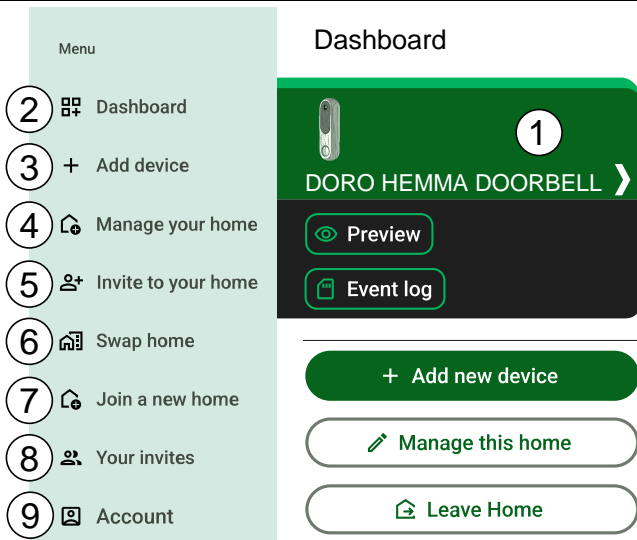 Menu
2 Dashboard
3 Add device
4 Manage your home
5 Invite to your home
6 Swap home
7 Join a new home
8 Your invites
9 Account
Dashboard
1
DORO HEMMA DOORBELL
Preview
Event log
Add new device
Manage this home
Leave Home